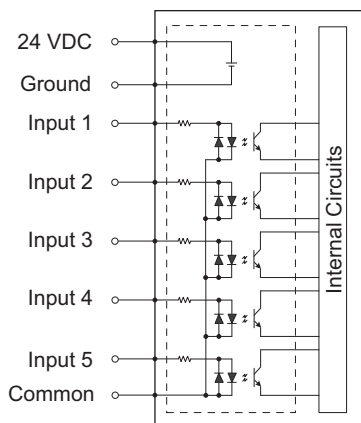 24 VDC
Ground
Input 1
Input 2
Input 3
Input 4
Input 5
Common
Internal Circuits